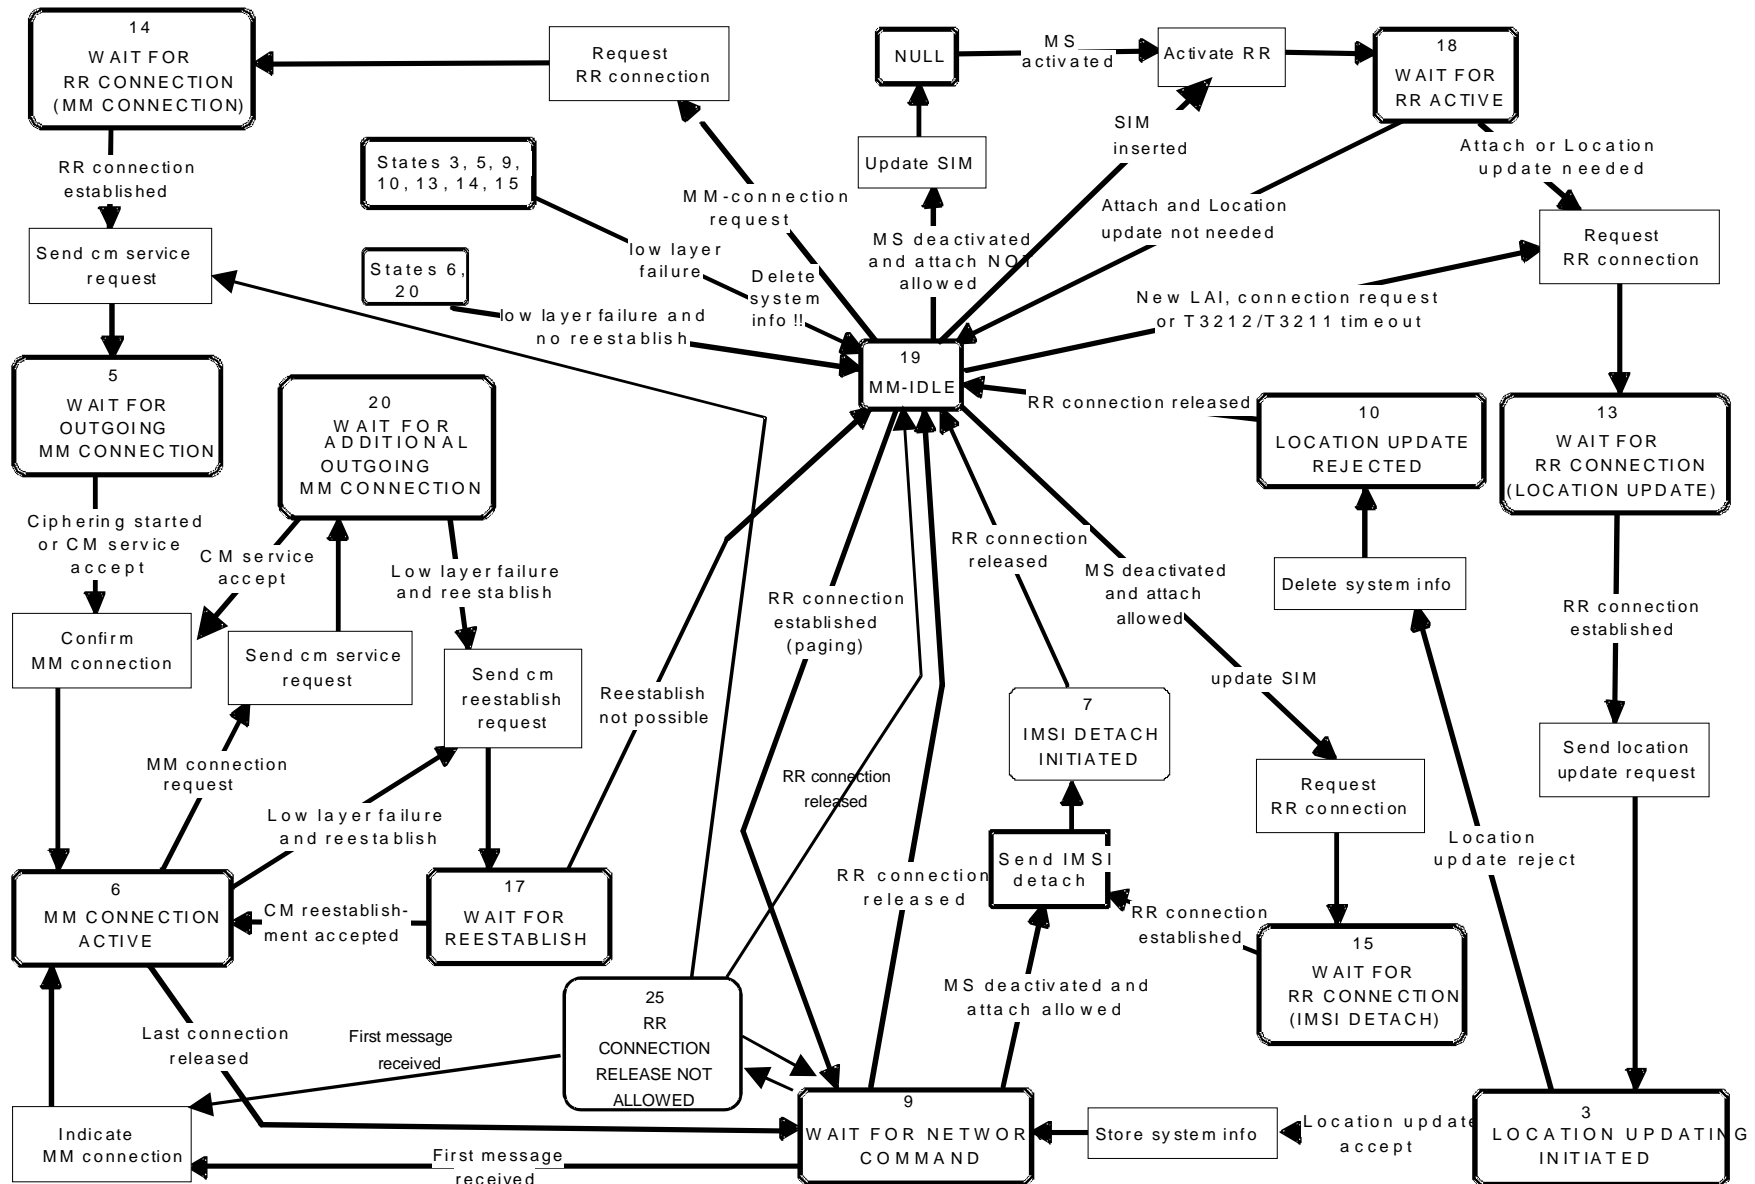 14
WAIT FOR
RR CONNECTION
(MM CONNECTION)
Request
RR connection
NULL
MS
activated
Activate RR
18
WAIT FOR
RR ACTIVE
RR connection
established
States 3, 5, 9,
10, 13, 14, 15
Update SIM
SIM
inserted
Attach or Location
update needed
MM-connection
request
Attach and Location
update not needed
Send cm service
request
low layer
failure
MS deactivated
and attach NOT
allowed
Request
RR connection
States 6,
20
Delete
system
info !!
New LAI, connection request
or T3212/T3211 timeout
low layer failure and
no reestablish
19
MM-IDLE
5
WAIT FOR
OUTGOING
MM CONNECTION
20
WAIT FOR
ADDITIONAL
OUTGOING
MM CONNECTION
RR connection released
10
LOCATION UPDATE
REJECTED
13
WAIT FOR
RR CONNECTION
(LOCATION UPDATE)
Ciphering started
or CM service
accept
CM service
accept
Low layer failure
and reestablish
RR connection
released
MS deactivated
and attach
allowed
Delete system info
RR connection
established
(paging)
RR connection
established
Confirm
MM connection
Send cm service
request
Send cm
reestablish
request
Reestablish
not possible
update SIM
7
IMSI DETACH
INITIATED
Send location
update request
MM connection
request
RR connection
released
Request
RR connection
Low layer failure
and reestablish
Location
update reject
Send IMSI
detach
6
MM CONNECTION
ACTIVE
CM reestablish-
ment accepted
17
WAIT FOR
REESTABLISH
RR connection
released
RR connection
established
15
WAIT FOR
RR CONNECTION
(IMSI DETACH)
MS deactivated and
attach allowed
25
RR
CONNECTION
RELEASE NOT
ALLOWED
Last connection
released
First message
received
Indicate
MM connection
First message
received
9
WAIT FOR NETWOR
COMMAND
Store system info
Location update
accept
3
LOCATION UPDATING
INITIATED